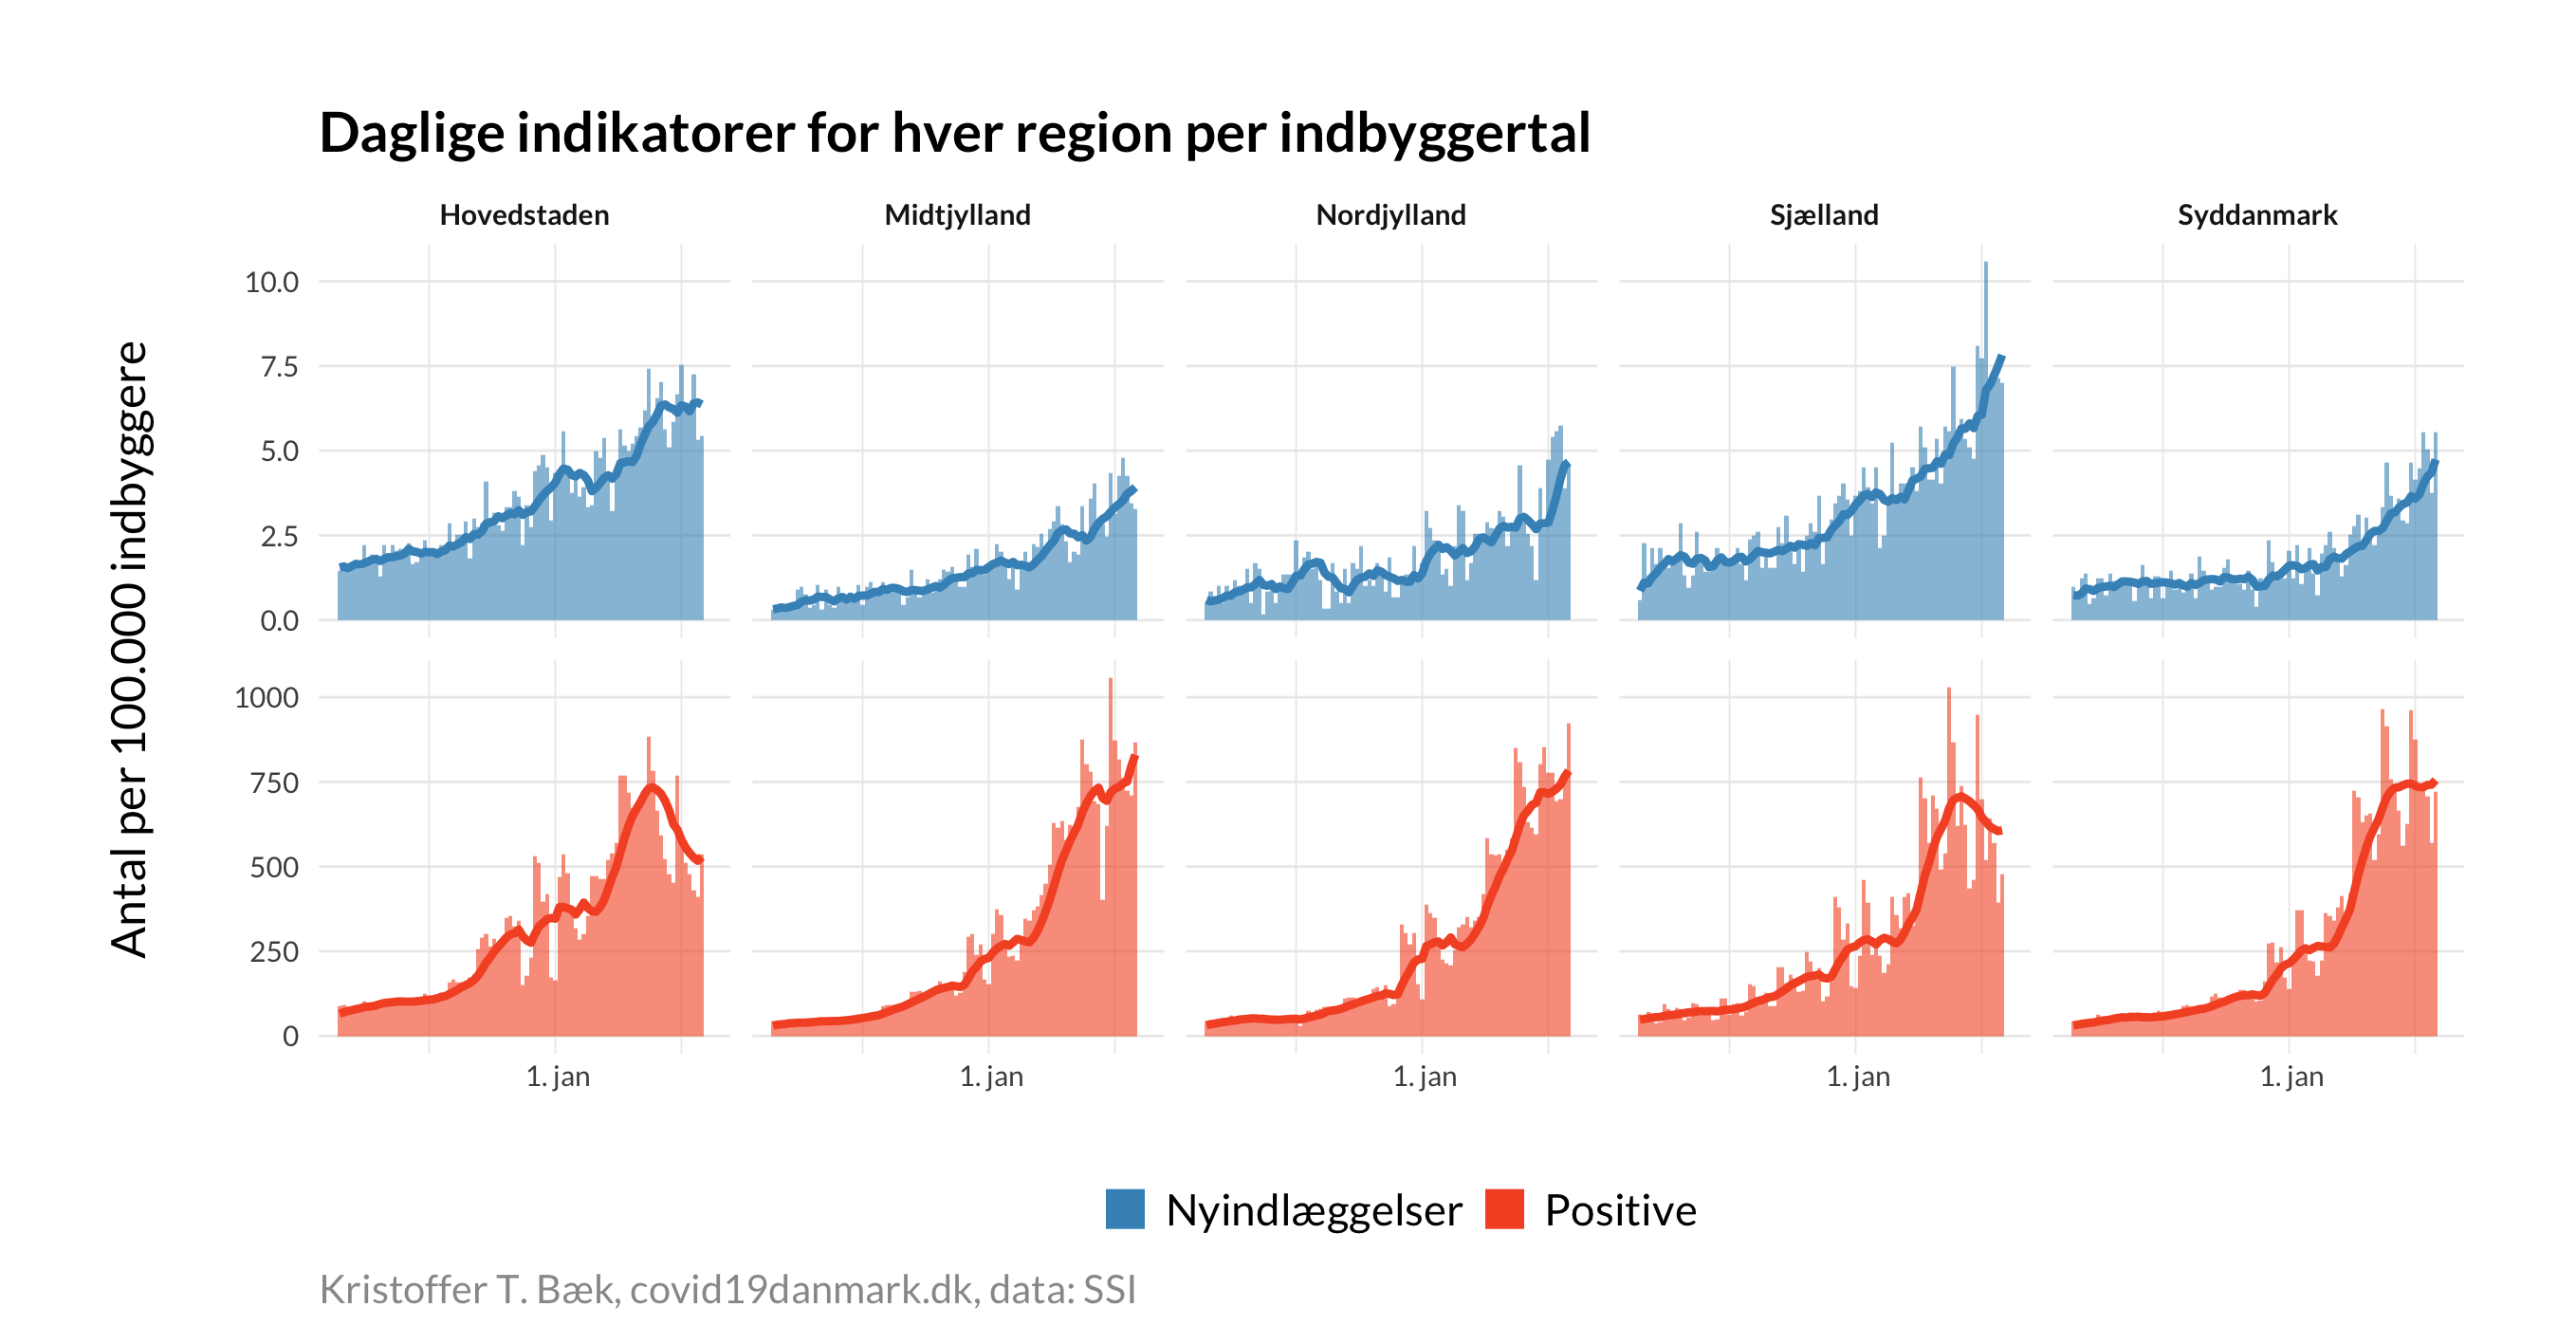 Daglige indikatorer for hver region per indbyggertal
Hovedstaden
Midtjylland
Nordjylland
Sjælland
Syddanmark
Antal per 100.000 indbyggere
10.0
7.5
5.0
2.5
0.0
1000
750
500
250
0
1. jan
1. jan
1. jan
1. jan
1. jan
Nyindlæggelser
Positive
Kristoffer T. Bæk, covid19danmark.dk, data: SSI